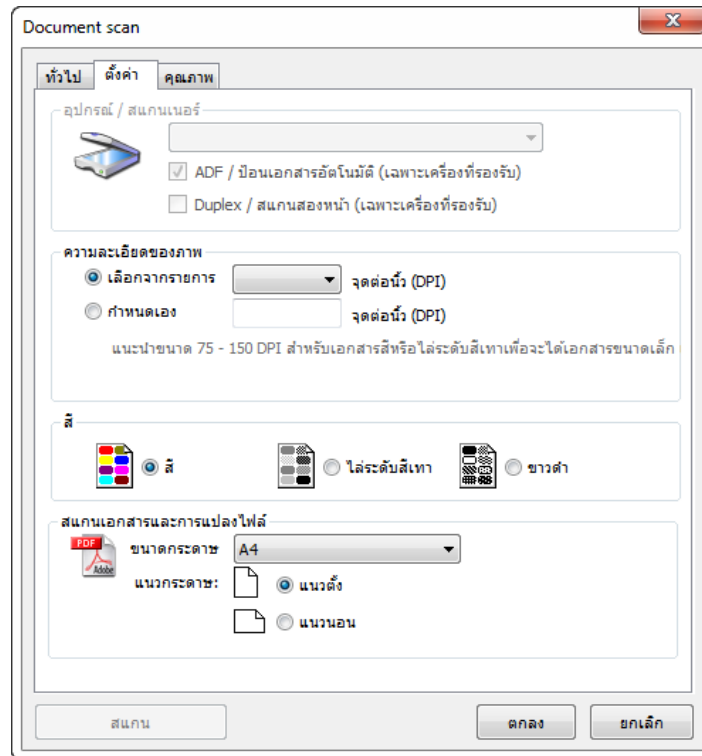 Document scan
ทั่วไป ตั้งค่า คุณภาพ
อุปกรณ์ / สแกนเนอร์
ADF / ป้อนเอกสารอัตโนมัติ (เฉพาะเครื่องที่รองรับ)
Duplex / สแกนสองหน้า (เฉพาะเครื่องที่รองรับ)
ความละเอียดของภาพ
เลือกจากรายการ จุดต่อนิ้ว (DPI)
กำหนดเอง จุดต่อนิ้ว (DPI)
แนะนำขนาด 75 - 150 DPI สำหรับเอกสารสีหรือไล่ระดับสีเทาเพื่อจะได้เอกสารขนาดเล็ก
สี
สี ไล่ระดับสีเทา ขาวดำ
สแกนเอกสารและการแปลงไฟล์
PDF
Adobe
ขนาดกระดาษ A4
แนวกระดาษ: แนวตั้ง
แนวนอน
สแกน ตกลง ยกเลิก